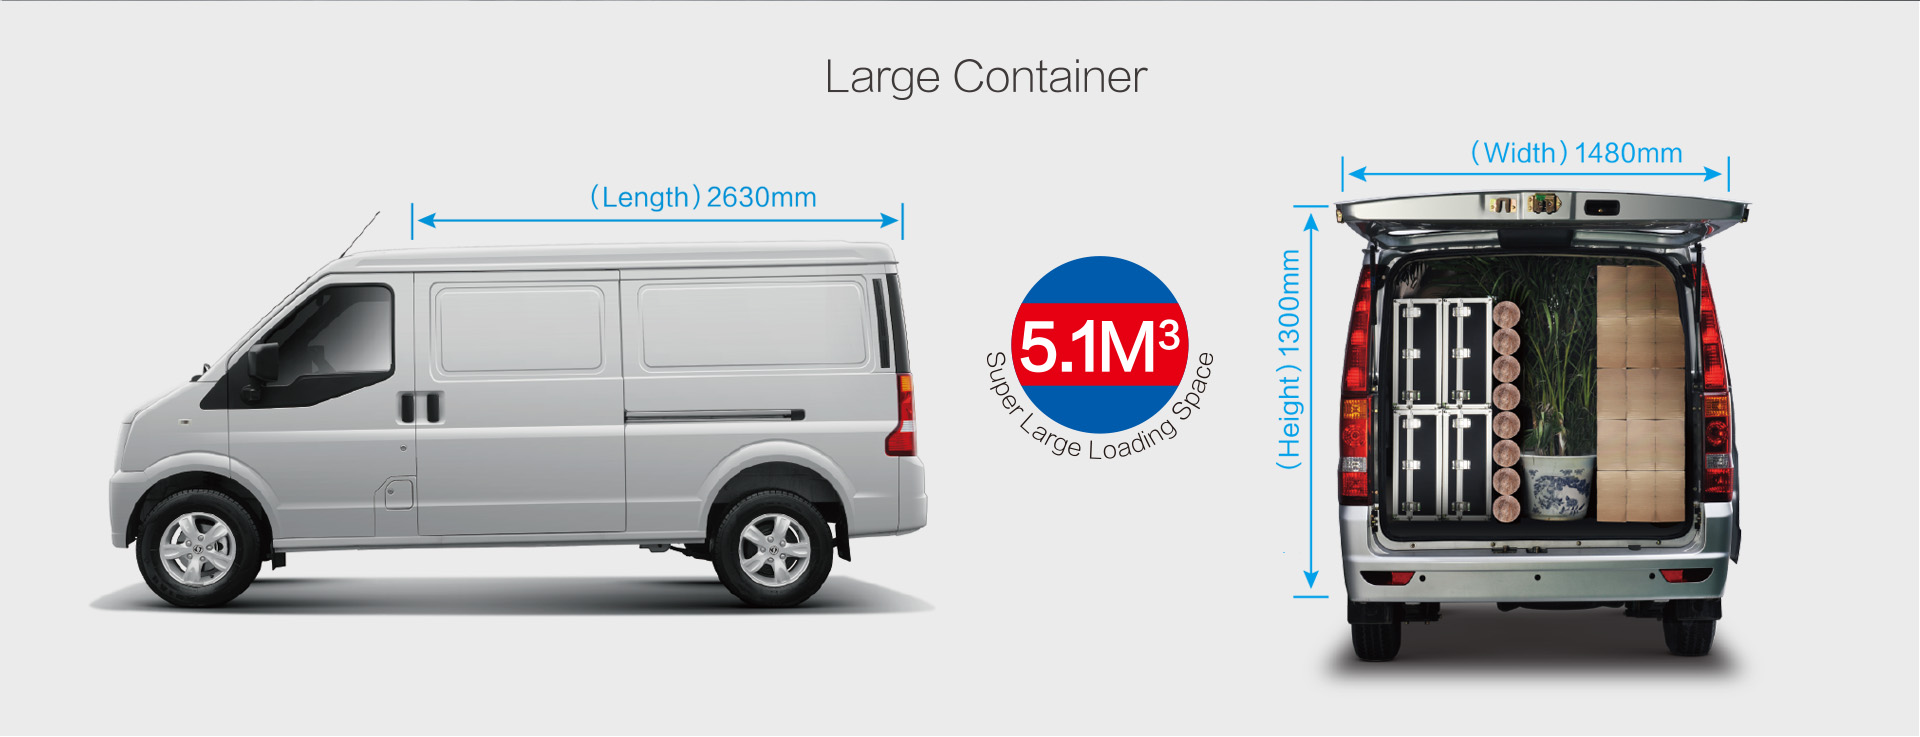 Large Container
(Length) 2630mm
(Width) 1480mm
(Height) 1300mm
5.1M³
Super Large Loading Space